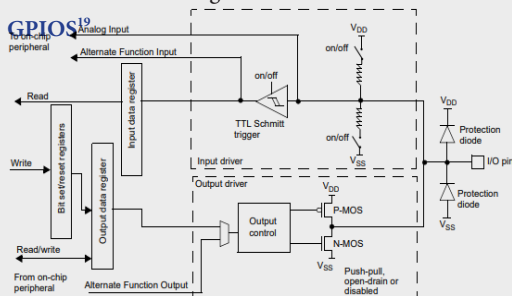 GPIOS19
To on-chip
peripheral
Analog Input
Alternate Function Input
on/off
VDD
on/off
Read
Input data register
TTL Schmitt
trigger
on/off
VSS
Input driver
VDD
Protection
diode
I/O pin
Protection
diode
VSS
Write
Bit set/reset registers
Output data register
Read/write
From on-chip
peripheral
Alternate Function Output
Output driver
Output
control
VDD
P-MOS
N-MOS
VSS
Push-pull,
open-drain or
disabled